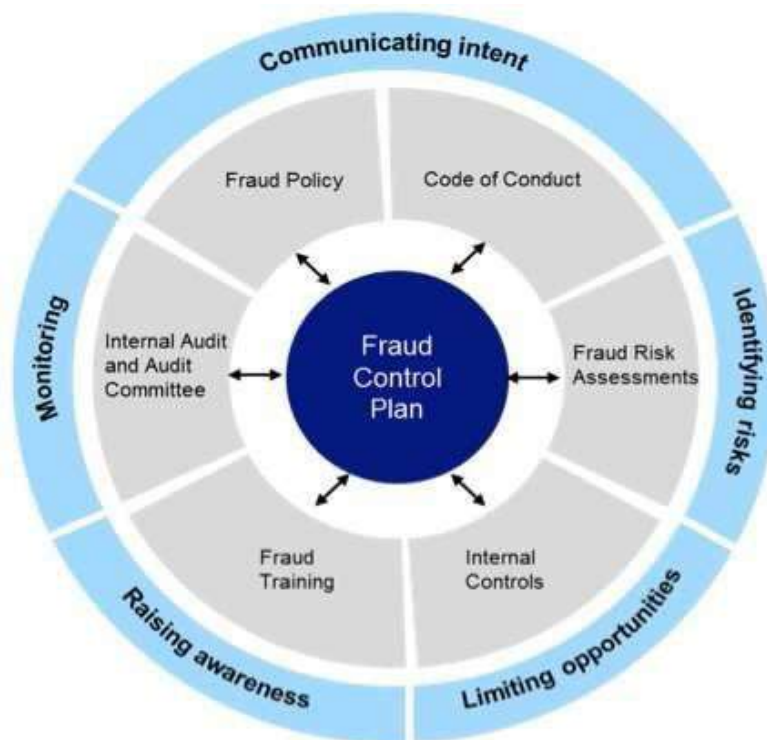 Communicating intent
Fraud Policy
Code of Conduct
Monitoring
Internal Audit
and Audit
Committee
Fraud
Control
Plan
Fraud Risk
Assessments
Identifying risks
Fraud
Training
Internal
Controls
Raising awareness
Limiting opportunities